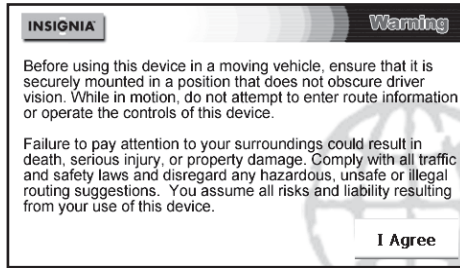 INSIGNIA
Warning
Before using this device in a moving vehicle, ensure that it is
securely mounted in a position that does not obscure driver
vision. While in motion, do not attempt to enter route information
or operate the controls of this device.
Failure to pay attention to your surroundings could result in
death, serious injury, or property damage. Comply with all traffic
and safety laws and disregard any hazardous, unsafe or illegal
routing suggestions. You assume all risks and liability resulting
from your use of this device.
I Agree